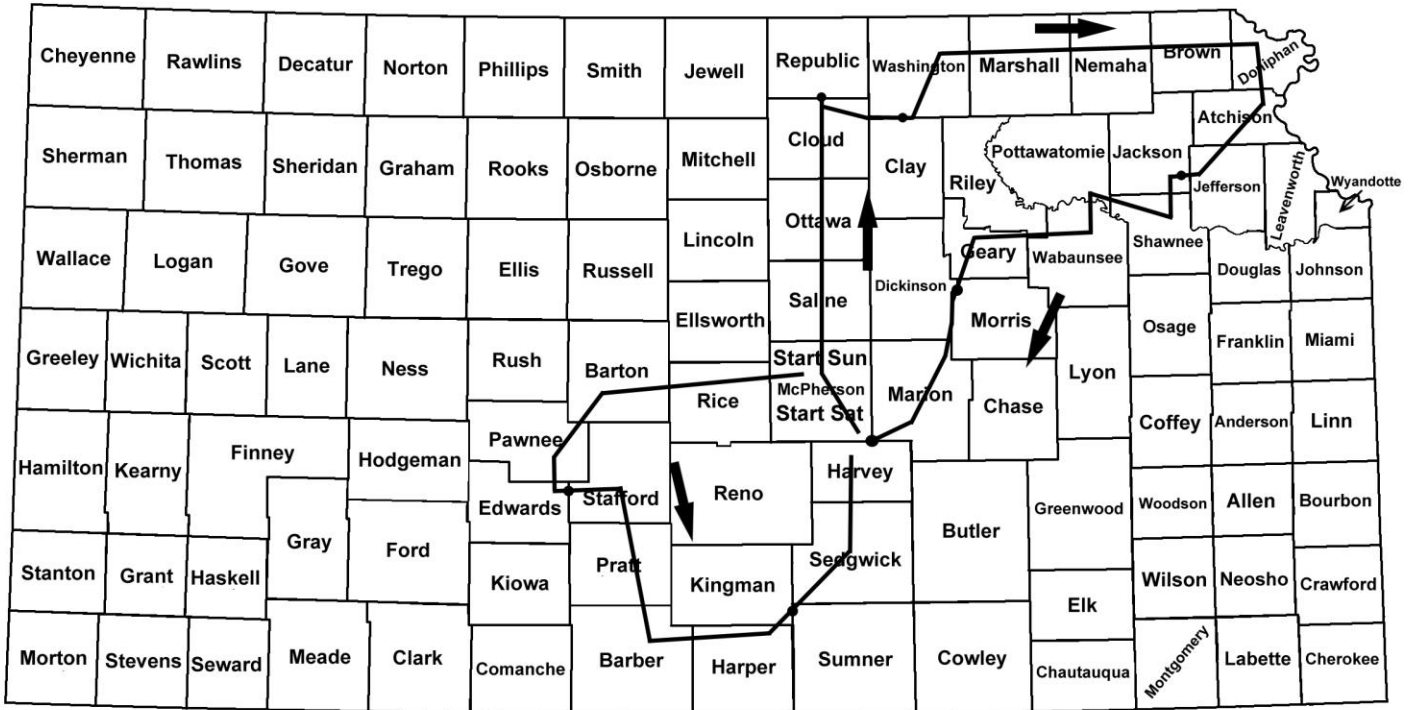 Cheyenne
Rawlins
Decatur
Norton
Phillips
Smith
Jewell
Republic
Washington
Marshall
Nemaha
Brown
Doniphan
Sherman
Thomas
Sheridan
Graham
Rooks
Osborne
Mitchell
Cloud
Clay
Riley
Pottawatomie
Jackson
Atchison
Jefferson
Leavenworth
Wyandotte
Wallace
Logan
Gove
Trego
Ellis
Russell
Lincoln
Ottawa
Saline
Dickinson
Geary
Wabaunsee
Shawnee
Douglas
Johnson
Greeley
Wichita
Scott
Lane
Ness
Rush
Barton
Ellsworth
Rice
Start Sun
McPherson
Start Sat
Marion
Morris
Chase
Lyon
Osage
Franklin
Miami
Coffey
Anderson
Linn
Hamilton
Kearny
Finney
Hodgeman
Pawnee
Edwards
Stafford
Reno
Harvey
Butler
Greenwood
Woodson
Allen
Bourbon
Stanton
Grant
Haskell
Gray
Ford
Kiowa
Pratt
Kingman
Sedgwick
Elk
Wilson
Neosho
Crawford
Morton
Stevens
Seward
Meade
Clark
Comanche
Barber
Harper
Sumner
Cowley
Chautauqua
Montgomery
Labette
Cherokee